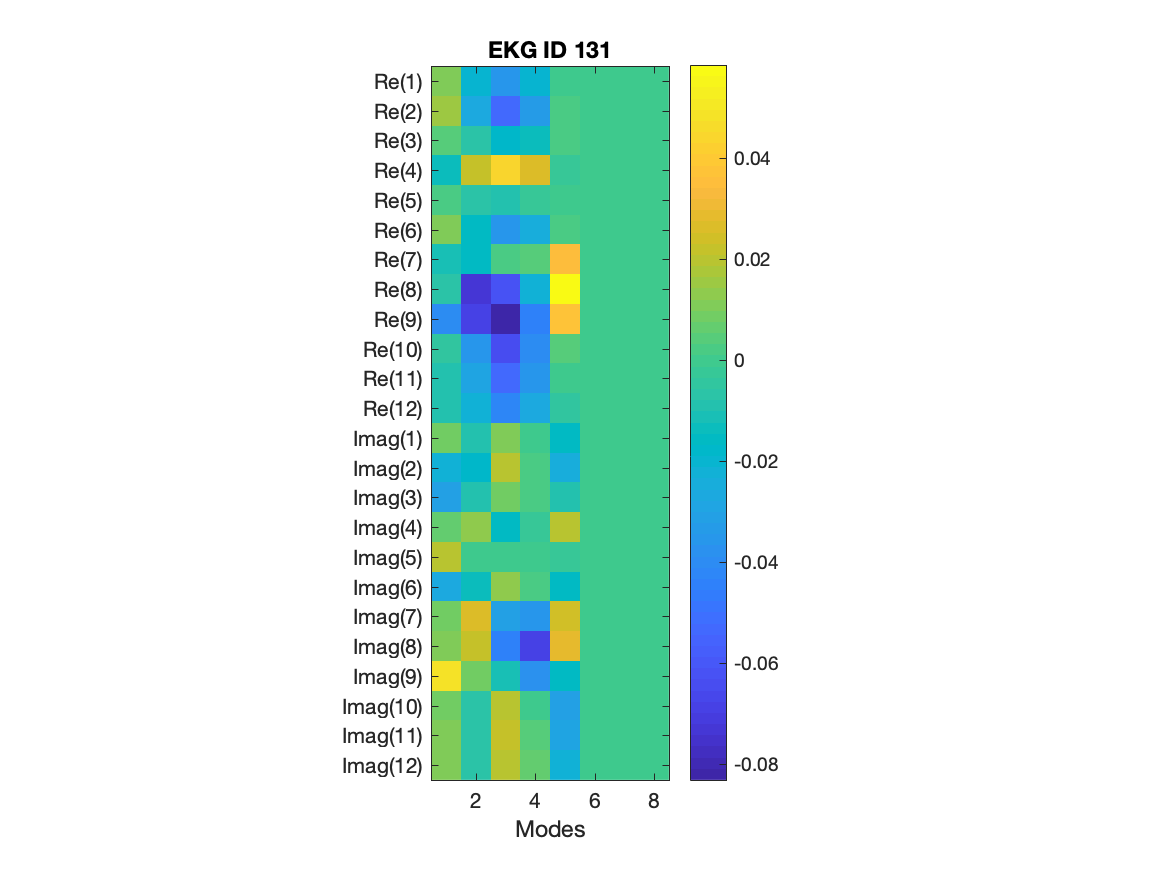 EKG ID 131
Re(1)
Re(2)
Re(3)
Re(4)
Re(5)
Re(6)
Re(7)
Re(8)
Re(9)
Re(10)
Re(11)
Re(12)
Imag(1)
Imag(2)
Imag(3)
Imag(4)
Imag(5)
Imag(6)
Imag(7)
Imag(8)
Imag(9)
Imag(10)
Imag(11)
Imag(12)
2 4 6 8
Modes
0.04
0.02
0
-0.02
-0.04
-0.06
-0.08